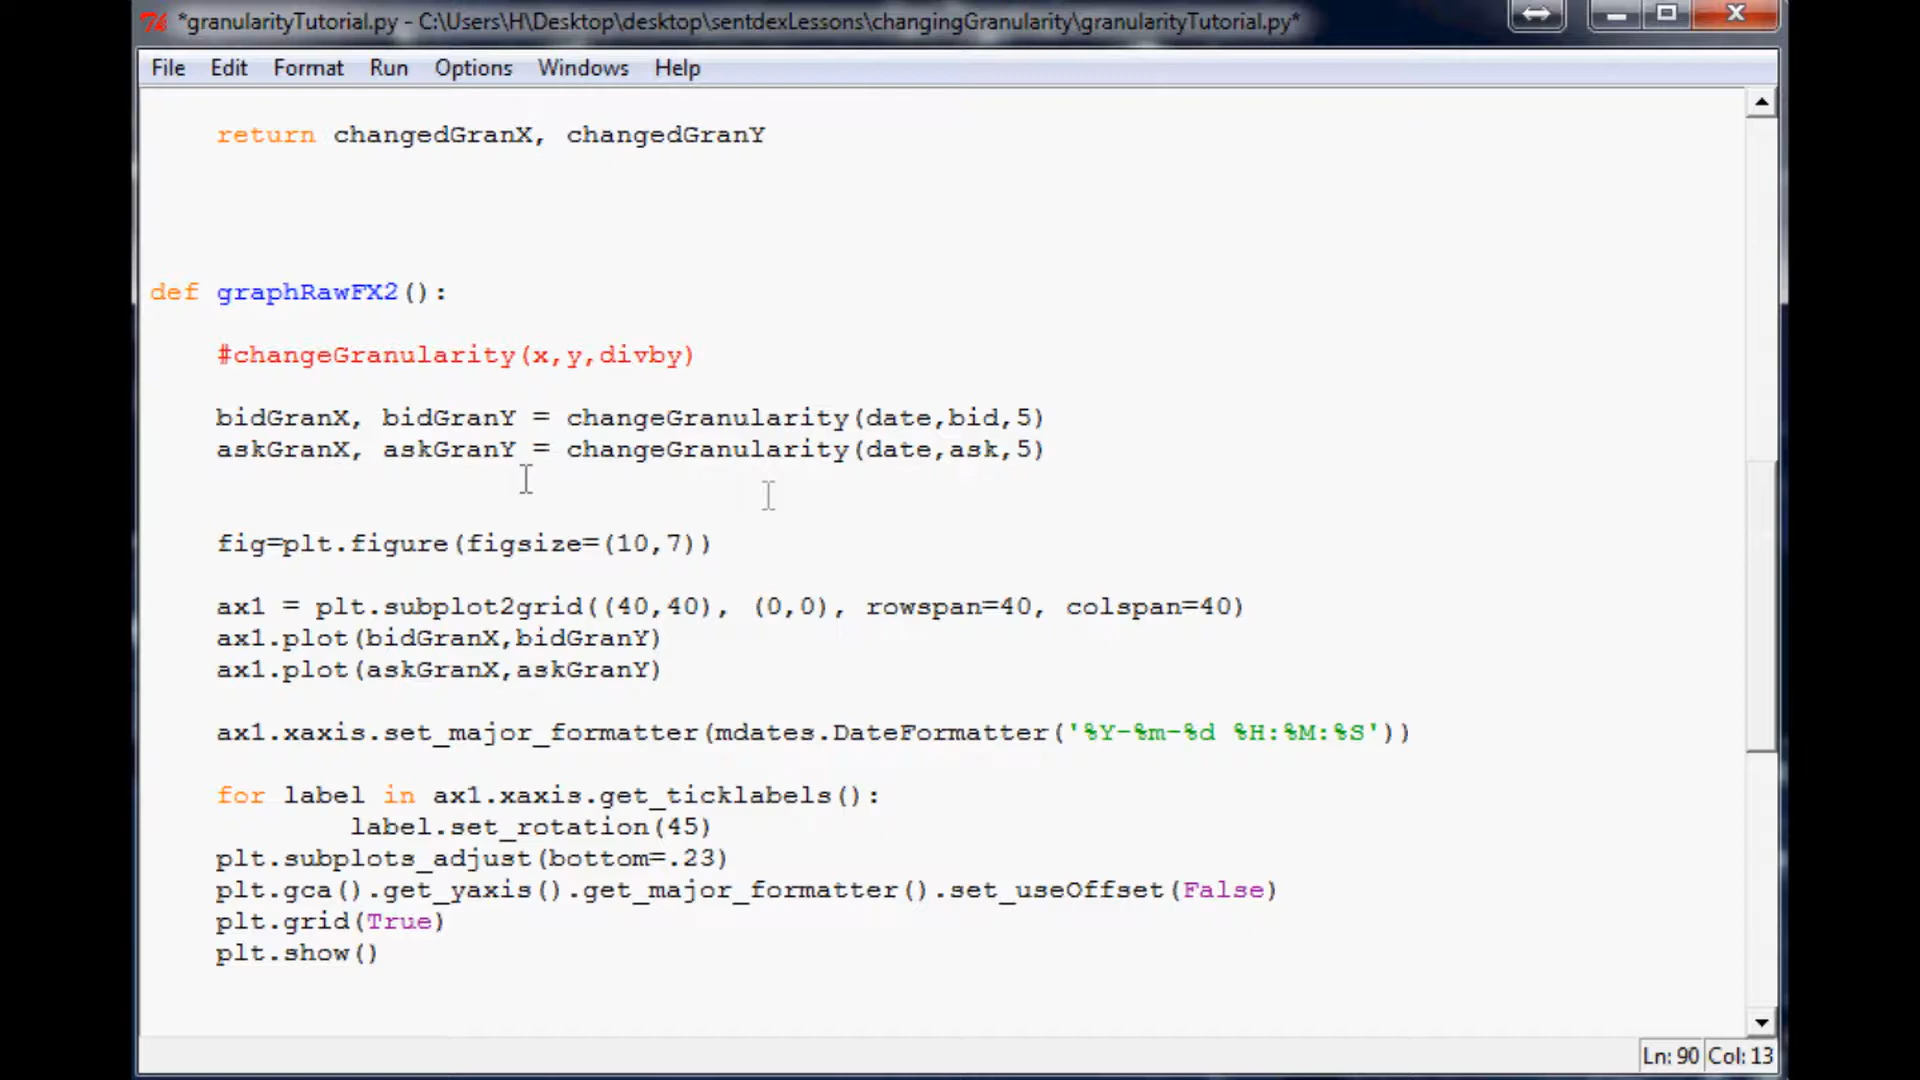 *granularityTutorial.py - C:\Users\H\Desktop\desktop\sentdexLessons\changingGranularity\granularityTutorial.py*
File Edit Format Run Options Windows Help
return changedGranX, changedGranY
def graphRawFX2():
#changeGranularity(x,y,divby)
bidGranX, bidGranY = changeGranularity(date,bid,5)
askGranX, askGranY = changeGranularity(date,ask,5)
fig=plt.figure(figsize=(10,7))
ax1 = plt.subplot2grid((40,40), (0,0), rowspan=40, colspan=40)
ax1.plot(bidGranX,bidGranY)
ax1.plot(askGranX,askGranY)
ax1.xaxis.set_major_formatter(mdates.DateFormatter('%Y-%m-%d %H:%M:%S'))
for label in ax1.xaxis.get_ticklabels():
label.set_rotation(45)
plt.subplots_adjust(bottom=.23)
plt.gca().get_yaxis().get_major_formatter().set_useOffset(False)
plt.grid(True)
plt.show()
Ln: 90 Col: 13